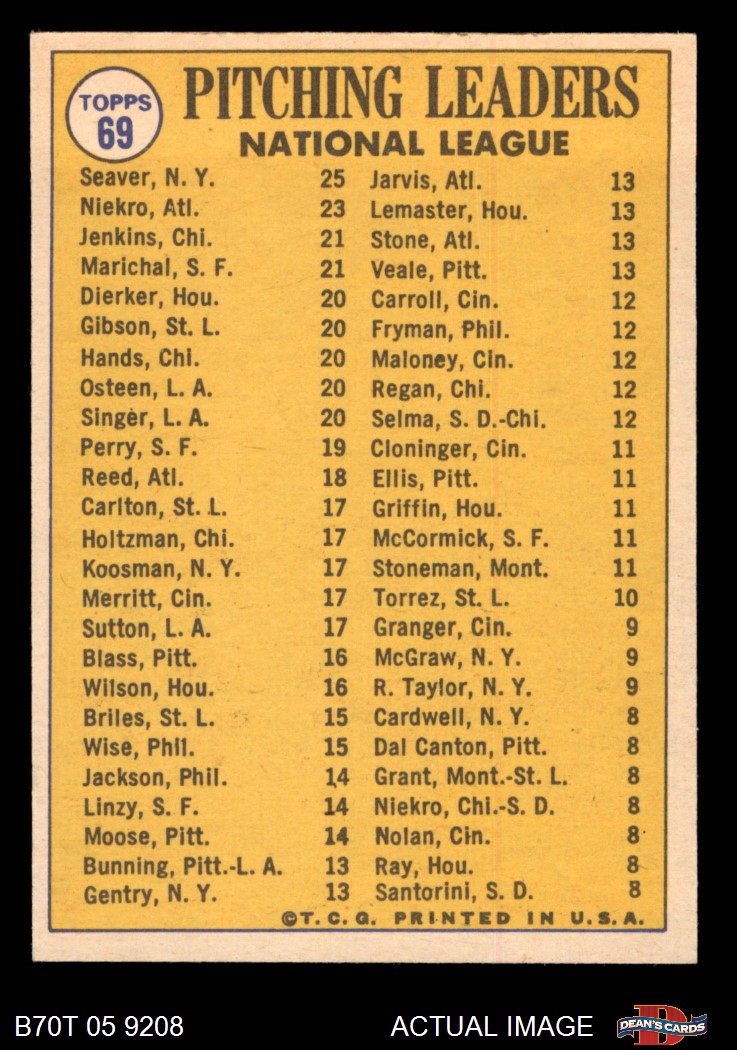 TOPPS
69
PITCHING LEADERS
NATIONAL LEAGUE
Seaver, N. Y. 25
Niekro, Atl. 23
Jenkins, Chi. 21
Marichal, S. F. 21
Dierker, Hou. 20
Gibson, St. L. 20
Hands, Chi. 20
Osteen, L. A. 20
Singer, L. A. 20
Perry, S. F. 19
Reed, Atl. 18
Carlton, St. L. 17
Holtzman, Chi. 17
Koosman, N. Y. 17
Merritt, Cin. 17
Sutton, L. A. 17
Blass, Pitt. 16
Wilson, Hou. 16
Briles, St. L. 15
Wise, Phil. 15
Jackson, Phil. 14
Linzy, S. F. 14
Moose, Pitt. 14
Bunning, Pitt.-L. A. 13
Gentry, N. Y. 13
Jarvis, Atl. 13
Lemaster, Hou. 13
Stone, Atl. 13
Veale, Pitt. 13
Carroll, Cin. 12
Fryman, Phil. 12
Maloney, Cin. 12
Regan, Chi. 12
Selma, S. D.-Chi. 12
Cloninger, Cin. 11
Ellis, Pitt. 11
Griffin, Hou. 11
McCormick, S. F. 11
Stoneman, Mont. 11
Torrez, St. L. 10
Granger, Cin. 9
McGraw, N. Y. 9
R. Taylor, N. Y. 9
Cardwell, N. Y. 8
Dal Canton, Pitt. 8
Grant, Mont.-St. L. 8
Niekro, Chi.-S. D. 8
Nolan, Cin. 8
Ray, Hou. 8
Santorini, S. D. 8
©T. C. G. PRINTED IN U. S. A.
B70T 05 9208 ACTUAL IMAGE
D
DEAN'S CARDS